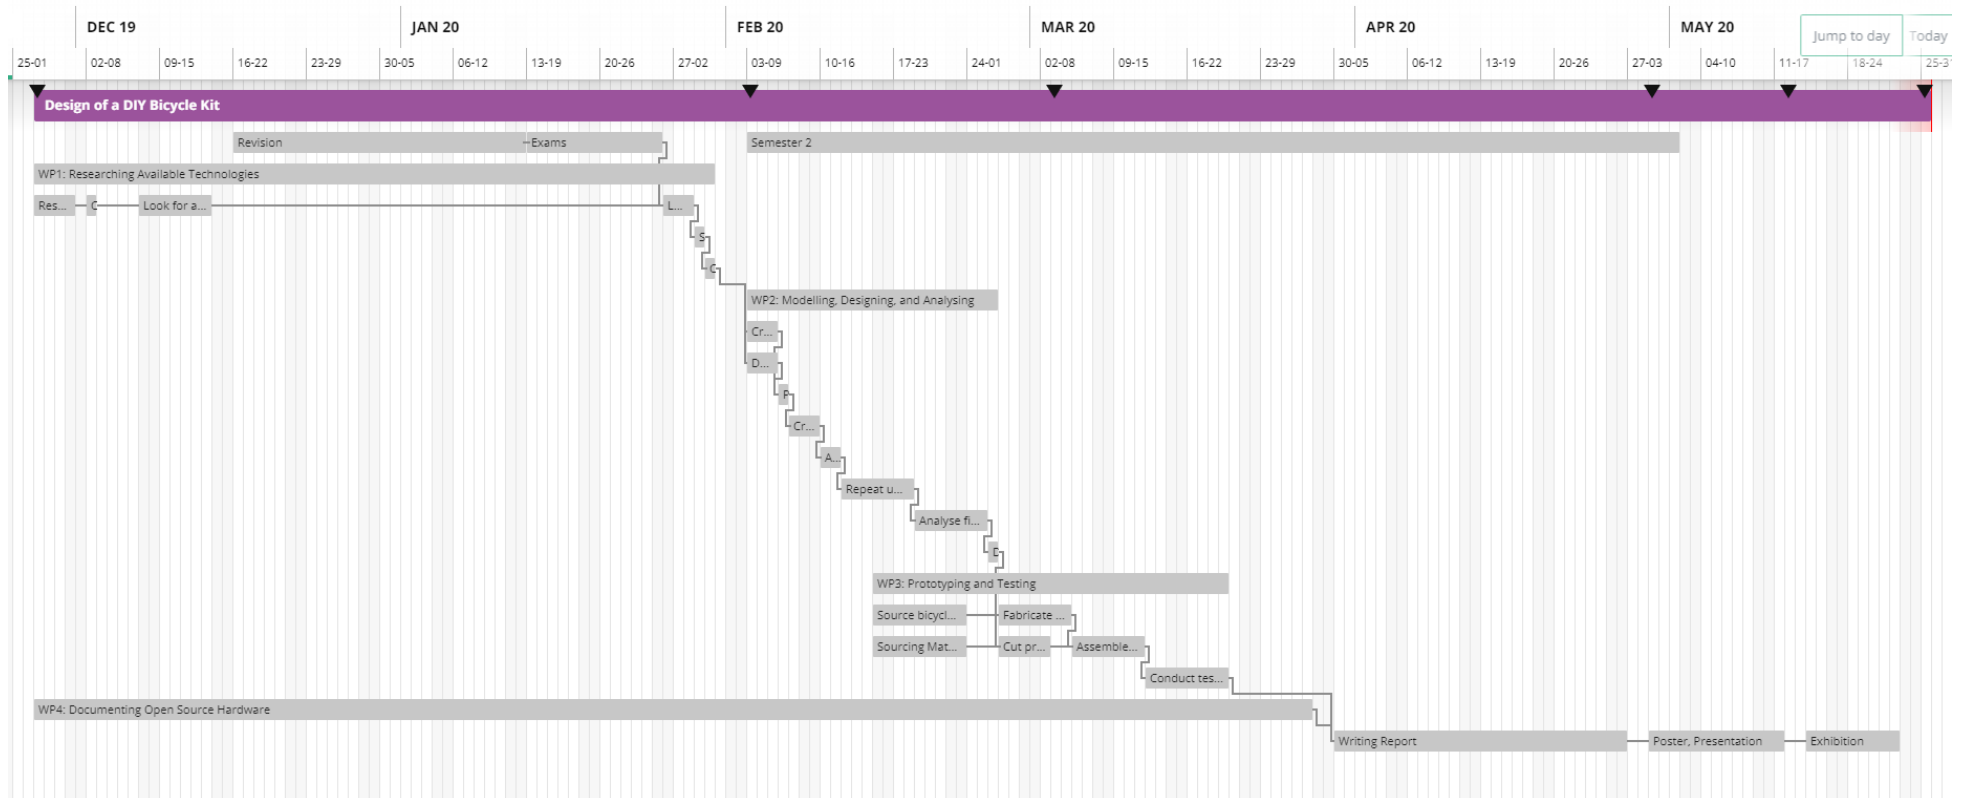 DEC 19 JAN 20 FEB 20 MAR 20 APR 20 MAY 20
Jump to day Today
25-01 02-08 09-15 16-22 23-29 30-05 06-12 13-19 20-26 27-02 03-09 10-16 17-23 24-01 02-08 09-15 16-22 23-29 30-05 06-12 13-19 20-26 27-03 04-10 11-17 18-24 25-31
Design of a DIY Bicycle Kit
Revision Exams Semester 2
WP1: Researching Available Technologies
Res... C Look for a... L...
S
C
WP2: Modelling, Designing, and Analysing
Cr...
D...
P
Cr...
A...
Repeat u...
Analyse fi...
D
WP3: Prototyping and Testing
Source bicycl... Fabricate ...
Sourcing Mat... Cut pr... Assemble...
Conduct tes...
WP4: Documenting Open Source Hardware
Writing Report Poster, Presentation Exhibition